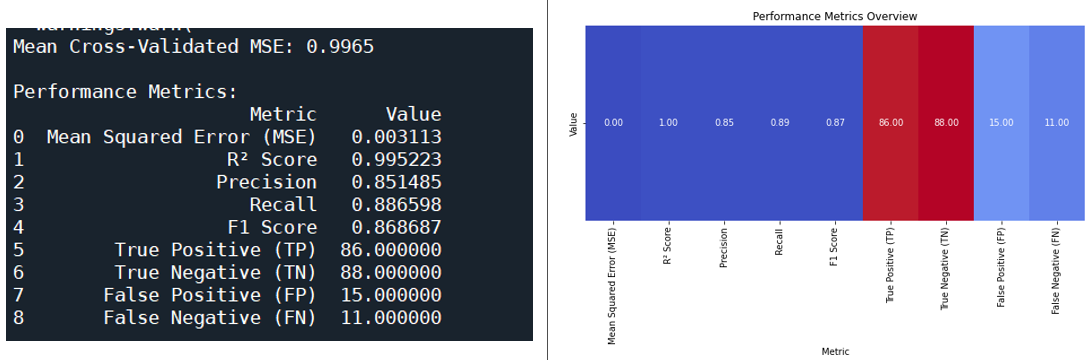 warnings.warn(
Mean Cross-Validated MSE: 0.9965
Performance Metrics:
Metric Value
0 Mean Squared Error (MSE) 0.003113
1 R² Score 0.995223
2 Precision 0.851485
3 Recall 0.886598
4 F1 Score 0.868687
5 True Positive (TP) 86.000000
6 True Negative (TN) 88.000000
7 False Positive (FP) 15.000000
8 False Negative (FN) 11.000000
Performance Metrics Overview
Value
0.00 1.00 0.85 0.89 0.87 86.00 88.00 15.00 11.00
Mean Squared Error (MSE)
R² Score
Precision
Recall
F1 Score
True Positive (TP)
True Negative (TN)
False Positive (FP)
False Negative (FN)
Metric